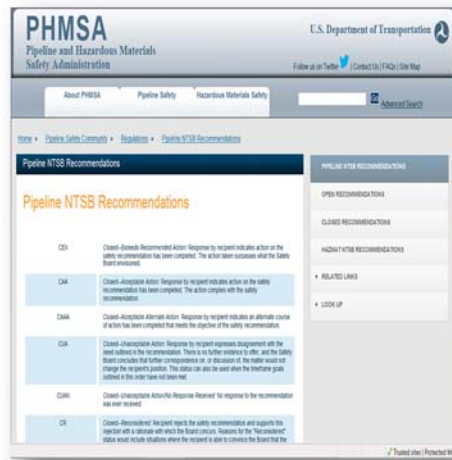 PHMSA
U.S. Department of Transportation
Pipeline and Hazardous Materials
Safety Administration
Follow us on Twitter | Contact Us | FAQs | Site Map
About PHMSA
Pipeline Safety
Hazardous Materials Safety
Go
Advanced Search
Home
Pipeline Safety Community
Regulations
Pipeline NTSB Recommendations
Pipeline NTSB Recommendations
Pipeline NTSB Recommendations
CEX
Closed--Exceeds Recommended Action: Response by recipient indicates action on the
safety recommendation has been completed. The action taken surpasses what the Safety
Board envisioned.
CAA
Closed--Acceptable Action: Response by recipient indicates action on the safety
recommendation has been completed. The action complies with the safety
recommendation.
CAAA
Closed--Acceptable Alternate Action: Response by recipient indicates an alternate course
of action has been completed that meets the objective of the safety recommendation.
CUA
Closed--Unacceptable Action: Response by recipient expresses disagreement with the
need outlined in the recommendation. There is no further evidence to offer, and the Safety
Board concludes that further correspondence on, or discussion of, the matter would not
change the recipient's position. This status can also be used when the timeframe goals
outlined in this order have not been met.
Closed--Unacceptable Action/No Response Received: No response to the recommendation
was ever received.
CR
Closed--Reconsidered: Recipient rejects the safety recommendation and supports this
rejection with a rationale with which the Board concurs. Reasons for the "Reconsidered"
status would include situations where the recipient is able to convince the Board that the
PIPELINE NTSB RECOMMENDATIONS
OPEN RECOMMENDATIONS
CLOSED RECOMMENDATIONS
HAZMAT NTSB RECOMMENDATIONS
RELATED LINKS
LOOK UP
Trusted sites | Protected M